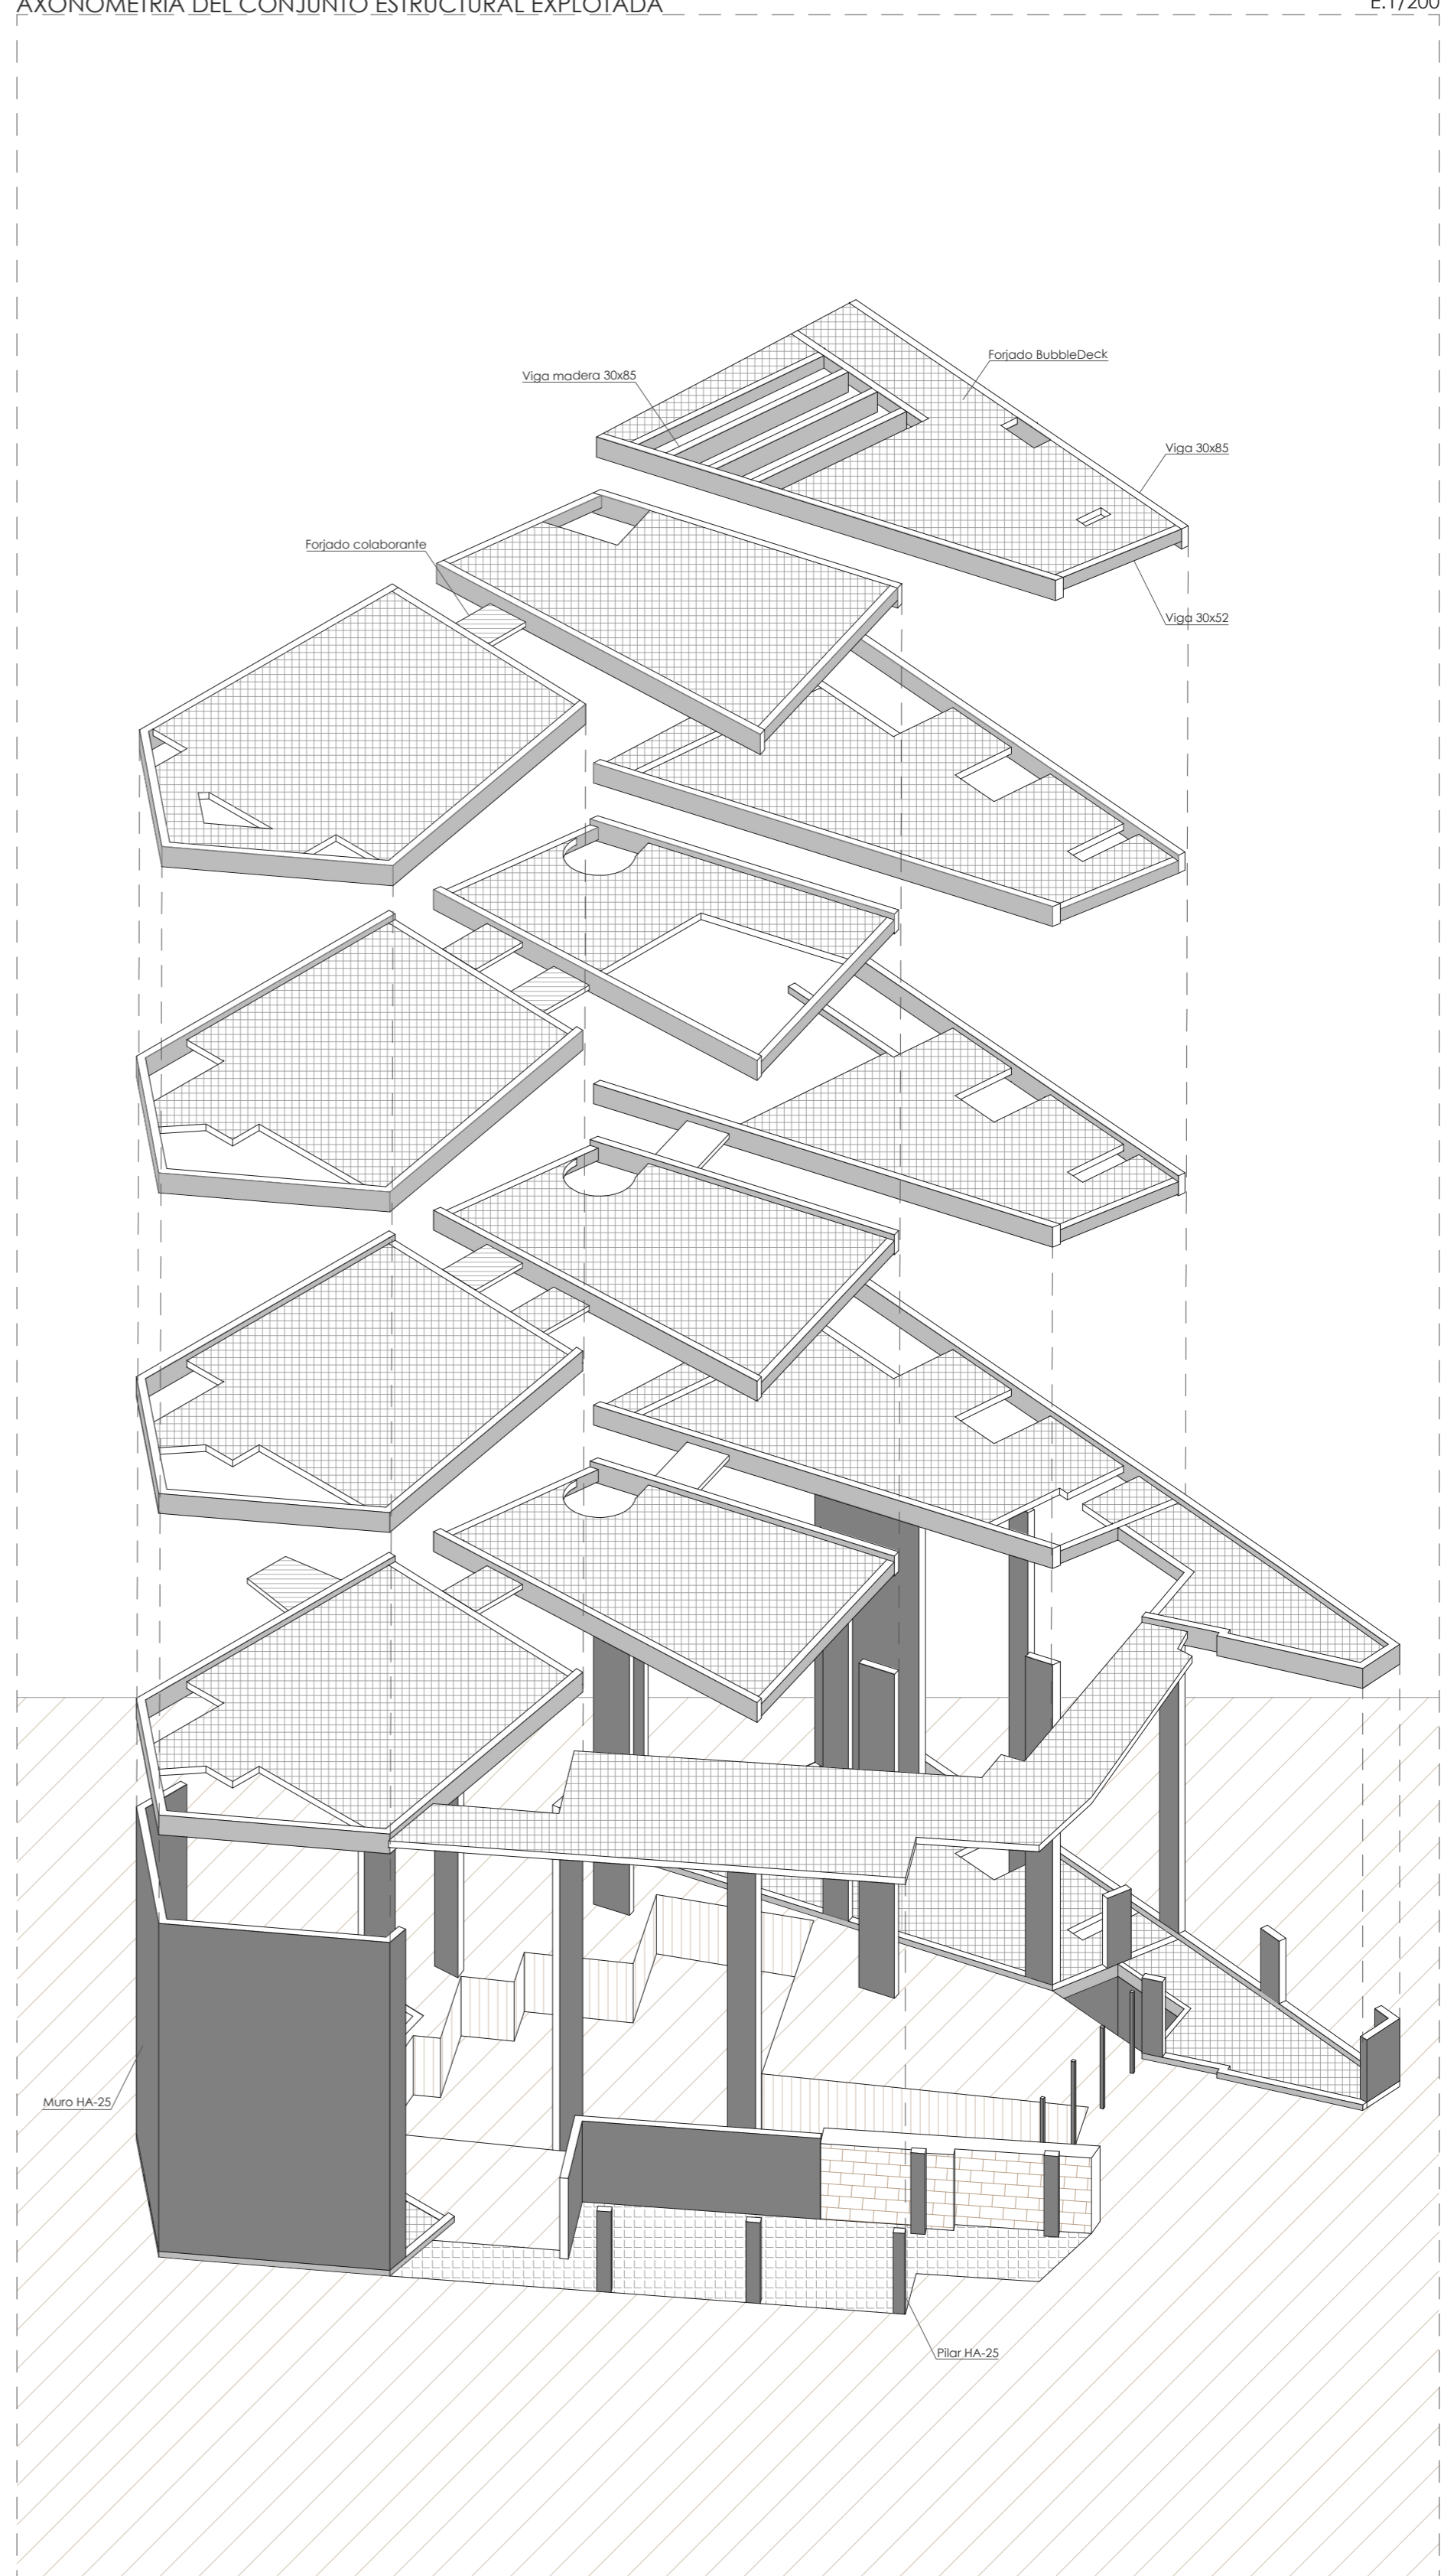 AXONOMETRÍA DEL CONJUNTO ESTRUCTURAL EXPLOTADA
E:1/200
Forjado BubbleDeck
Viga madera 30x85
Viga 30x85
Forjado colaborante
Viga 30x52
Muro HA-25
Pilar HA-25